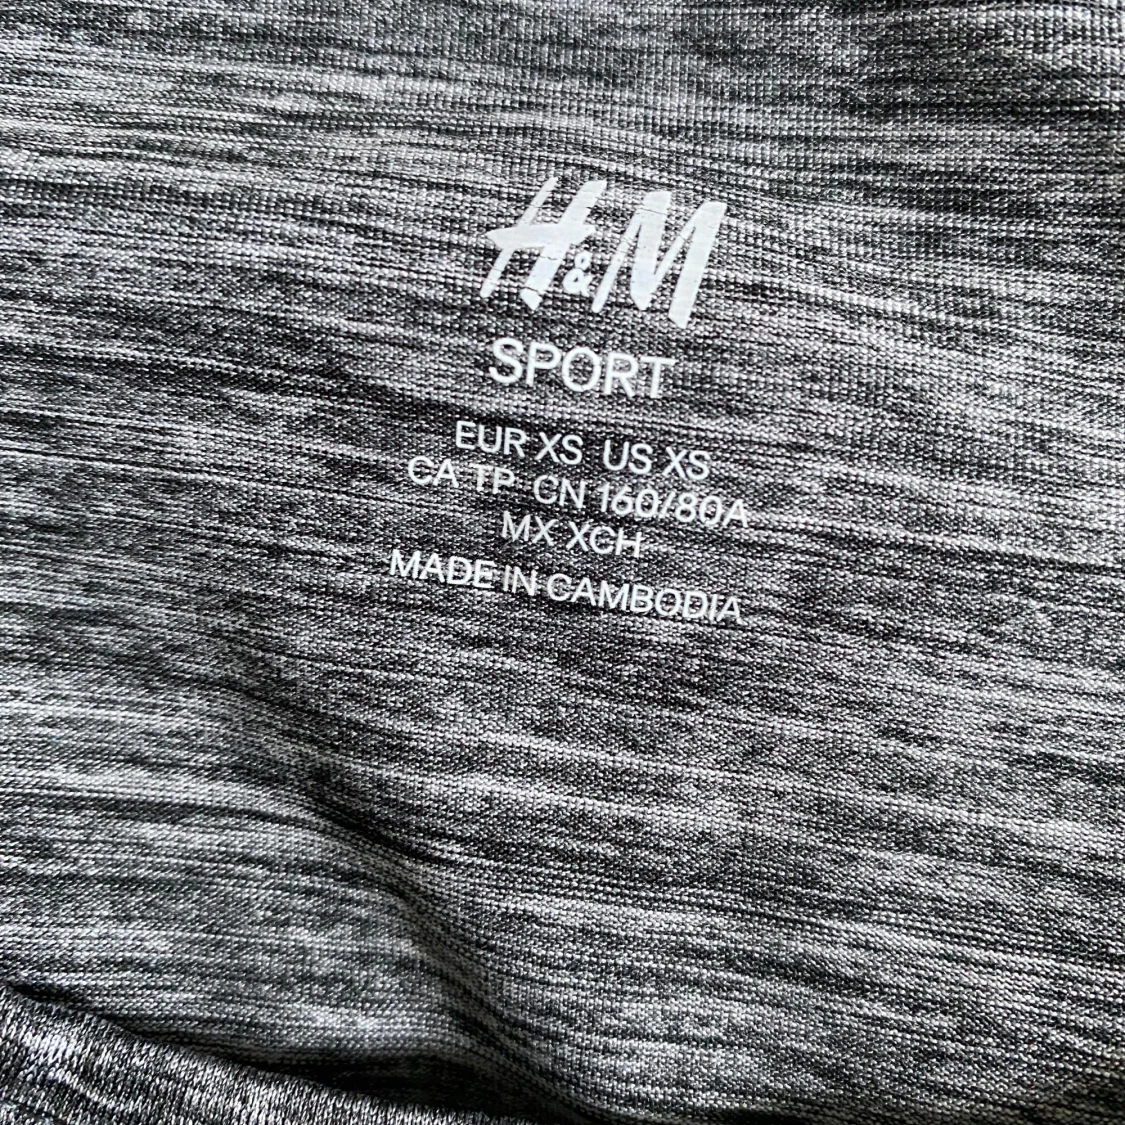 H&M
SPORT
EUR XS US XS
CA TP CN 160/80A
MX XCH
MADE IN CAMBODIA